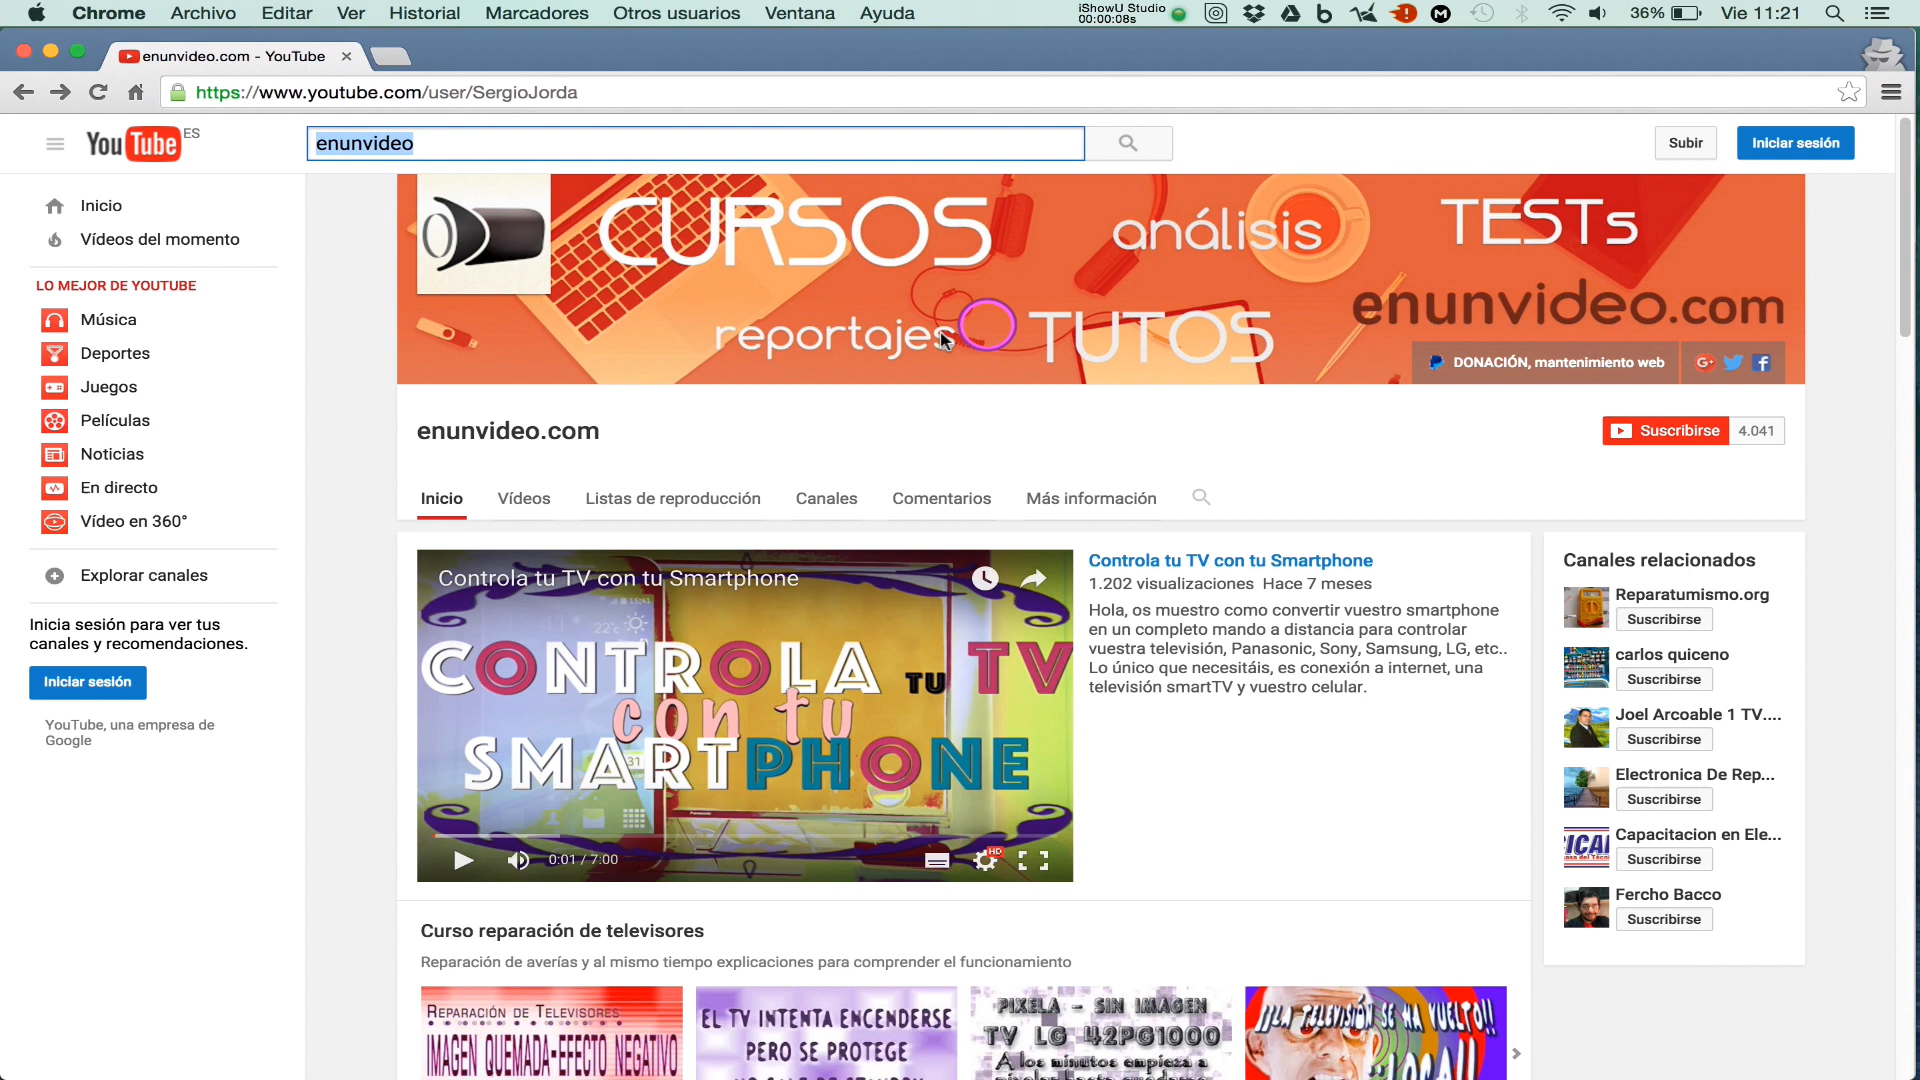 Chrome Archivo Editar Ver Historial Marcadores Otros usuarios Ventana Ayuda
iShowU Studio
00:00:08s
36% Vie 11:21
enunvideo.com - YouTube
https://www.youtube.com/user/SergioJorda
YouTube ES
enunvideo
Subir
Iniciar sesión
Inicio
Vídeos del momento
LO MEJOR DE YOUTUBE
Música
Deportes
Juegos
Películas
Noticias
En directo
Vídeo en 360°
Explorar canales
Inicia sesión para ver tus
canales y recomendaciones.
Iniciar sesión
YouTube, una empresa de
Google
CURSOS análisis TESTs
enunvideo.com
reportajes TUTOS
DONACIÓN, mantenimiento web
enunvideo.com
Suscribirse 4.041
Inicio Vídeos Listas de reproducción Canales Comentarios Más información
Controla tu TV con tu Smartphone
CONTROLA TU TV
con tu
SMARTPHONE
0:01 / 7:00
HD
Controla tu TV con tu Smartphone
1.202 visualizaciones Hace 7 meses
Hola, os muestro como convertir vuestro smartphone
en un completo mando a distancia para controlar
vuestra televisión, Panasonic, Sony, Samsung, LG, etc..
Lo único que necesitáis, es conexión a internet, una
televisión smartTV y vuestro celular.
Canales relacionados
Reparatumismo.org
Suscribirse
carlos quiceno
Suscribirse
Joel Arcoable 1 TV....
Suscribirse
Electronica De Rep...
Suscribirse
Capacitacion en Ele...
Suscribirse
Fercho Bacco
Suscribirse
Curso reparación de televisores
Reparación de averías y al mismo tiempo explicaciones para comprender el funcionamiento
REPARACIÓN DE TELEVISORES
IMAGEN QUEMADA-EFECTO NEGATIVO
EL TV INTENTA ENCENDERSE
PERO SE PROTEGE
PIXELA - SIN IMAGEN
TV LG 42PG1000
A los minutos empieza a
¡¡LA TELEVISIÓN SE HA VUELTO!!
LOCA!!